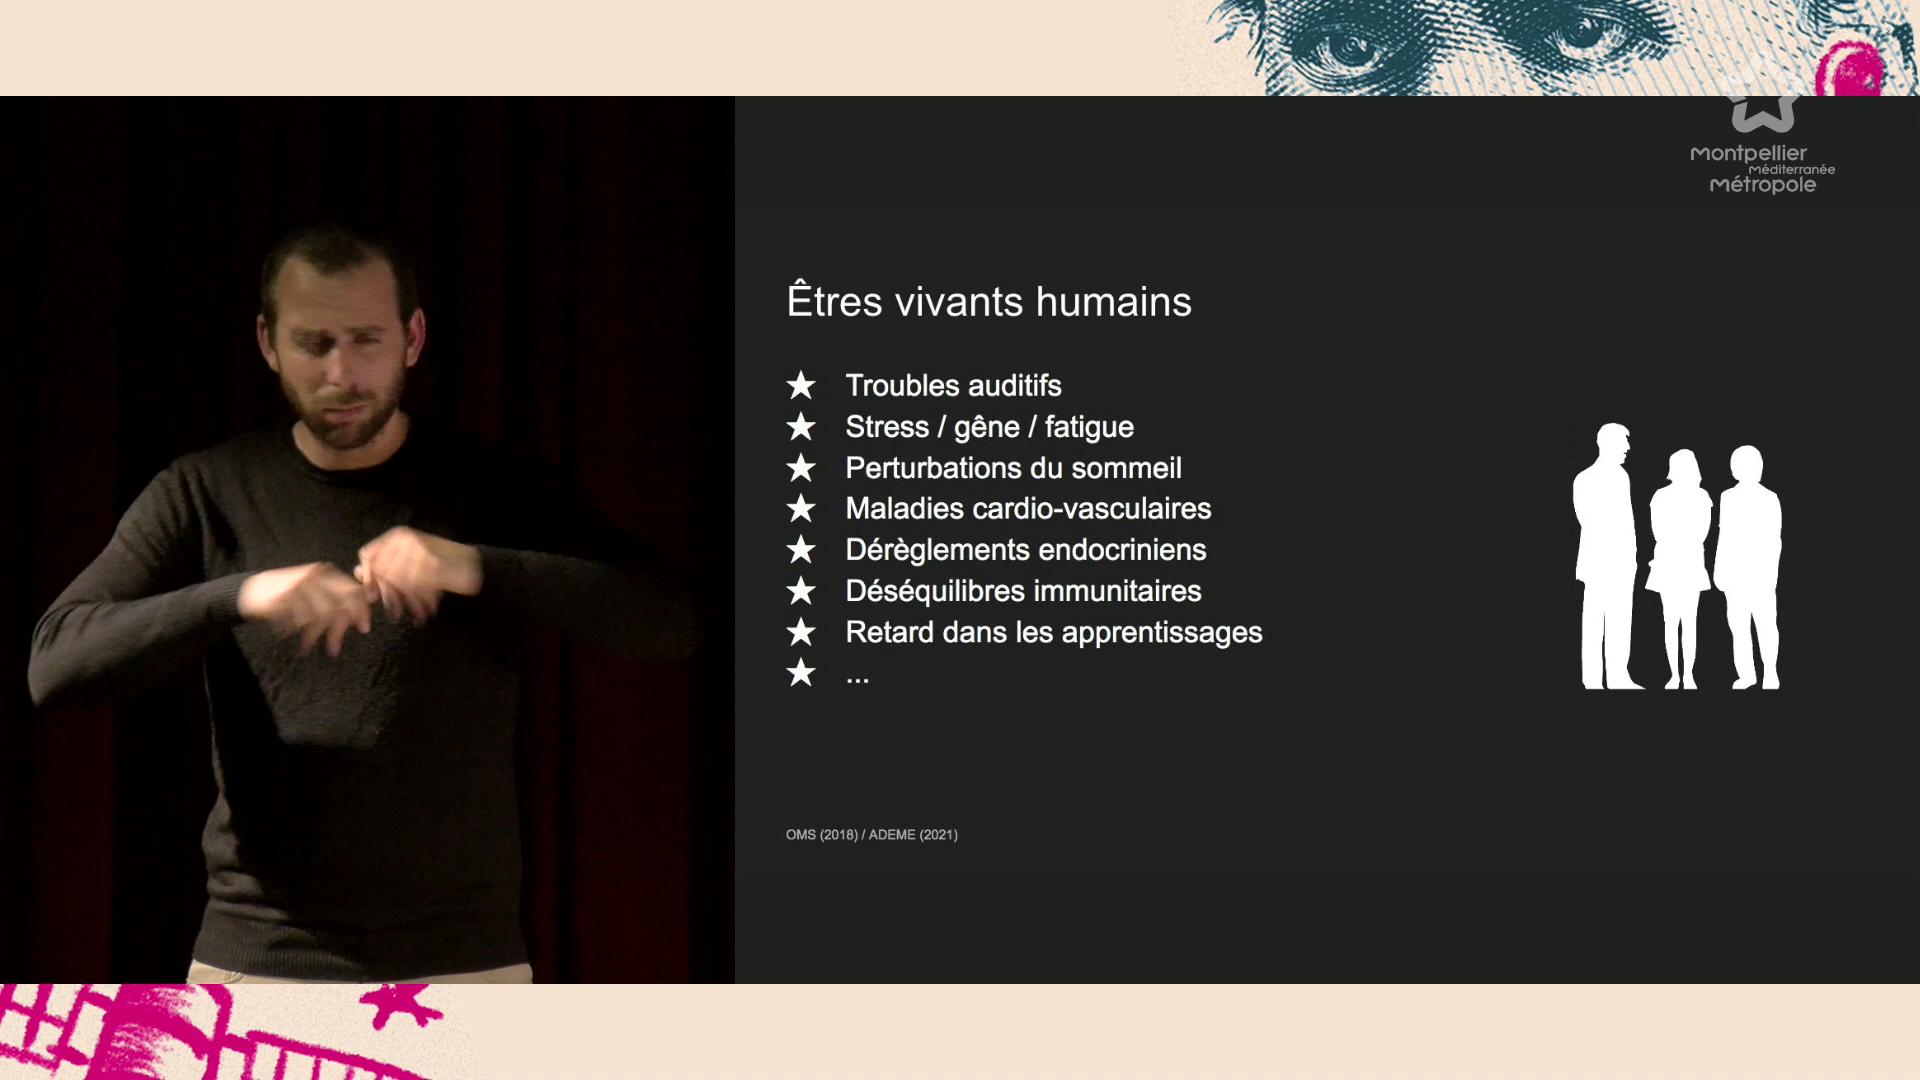 montpellier
méditerranée
métropole
Êtres vivants humains
★ Troubles auditifs
★ Stress / gêne / fatigue
★ Perturbations du sommeil
★ Maladies cardio-vasculaires
★ Dérèglements endocriniens
★ Déséquilibres immunitaires
★ Retard dans les apprentissages
★ ...
OMS (2018) / ADEME (2021)